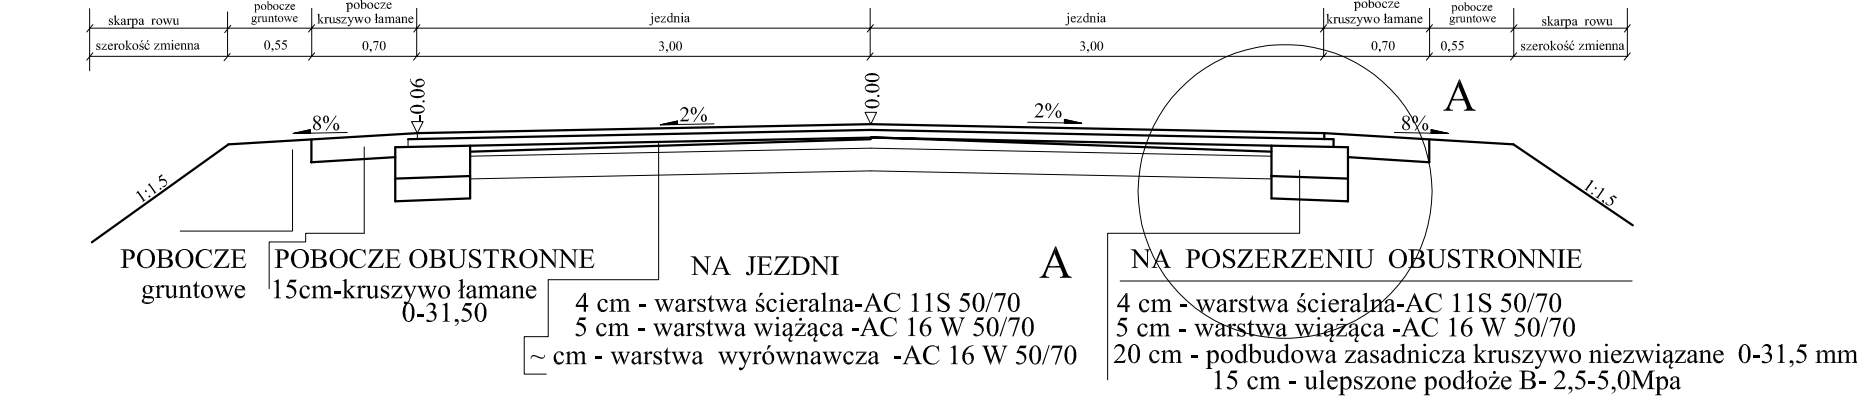 pobocze
gruntowe
pobocze
kruszywo łamane
skarpa rowu
jezdnia
jezdnia
pobocze
kruszywo łamane
pobocze
gruntowe
skarpa rowu
szerokość zmienna
0,55
0,70
3,00
3,00
0,70
0,55
szerokość zmienna
-0.06
0.00
A
8%
2%
2%
8%
1:1.5
1:1.5
POBOCZE
gruntowe
POBOCZE OBUSTRONNE
15cm-kruszywo łamane
0-31,50
NA JEZDNI
4 cm - warstwa ścieralna-AC 11S 50/70
5 cm - warstwa wiążąca -AC 16 W 50/70
~ cm - warstwa wyrównawcza -AC 16 W 50/70
A
NA POSZERZENIU OBUSTRONNIE
4 cm - warstwa ścieralna-AC 11S 50/70
5 cm - warstwa wiążąca -AC 16 W 50/70
20 cm - podbudowa zasadnicza kruszywo niezwiązane 0-31,5 mm
15 cm - ulepszone podłoże B- 2,5-5,0Mpa